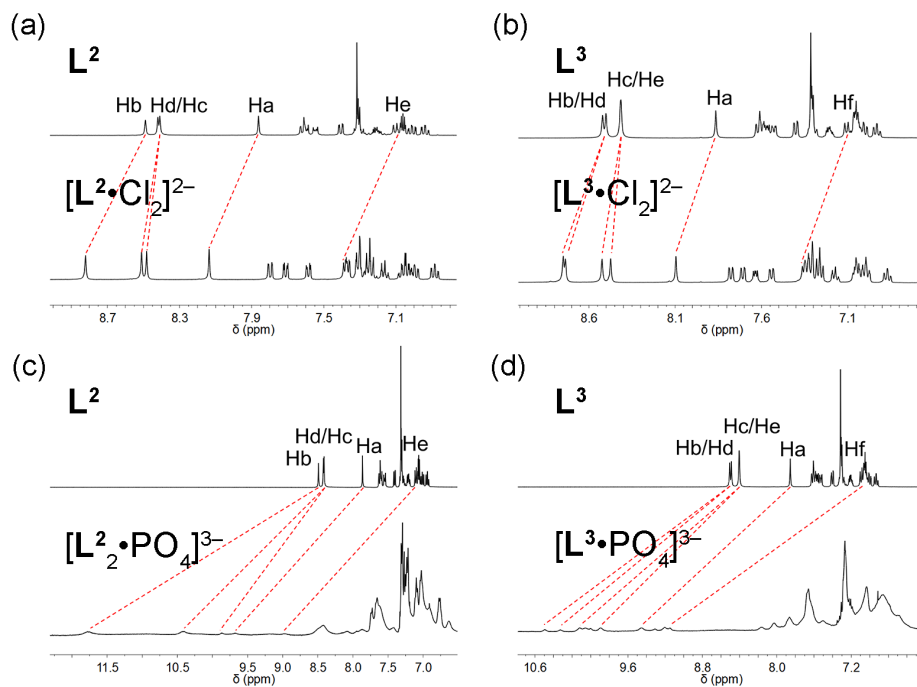 (a)
L²
Hb Hd/Hc Ha He
[L²•Cl₂]²⁻
8.7 8.3 7.9 7.5 7.1
δ (ppm)
(b)
L³
Hb/Hd Hc/He Ha Hf
[L³•Cl₂]²⁻
8.6 8.1 7.6 7.1
δ (ppm)
(c)
L²
Hb Hd/Hc Ha He
[L²₂•PO₄]³⁻
11.5 10.5 9.5 9.0 8.5 8.0 7.5 7.0
δ (ppm)
(d)
L³
Hb/Hd Hc/He Ha Hf
[L³•PO₄]³⁻
10.6 9.6 8.8 8.0 7.2
δ (ppm)